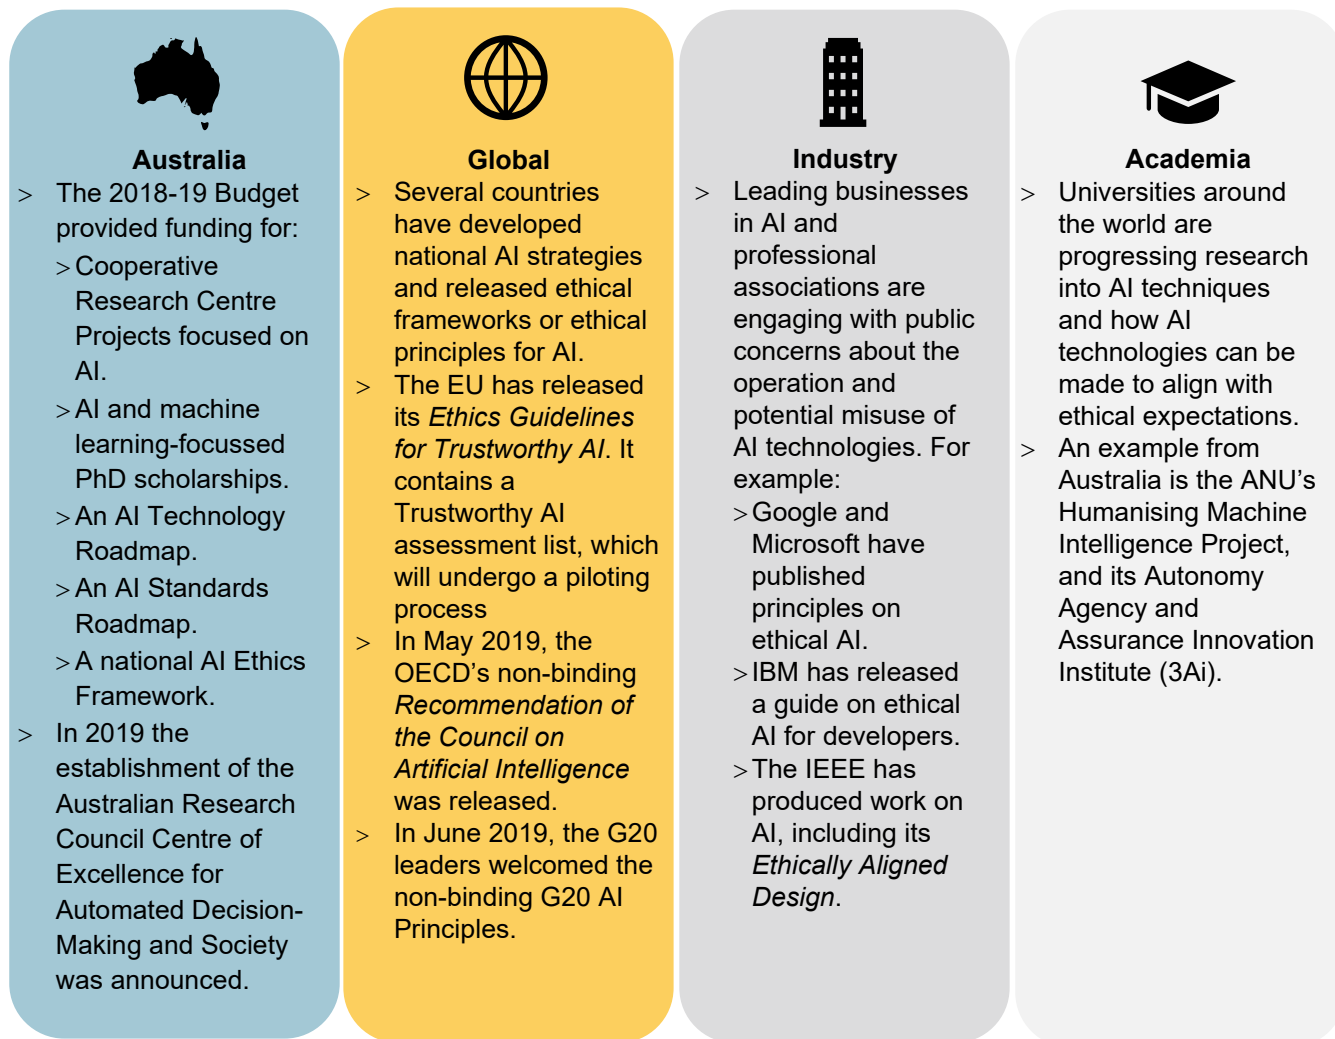 Australia
> The 2018-19 Budget
provided funding for:
> Cooperative
Research Centre
Projects focused on
AI.
> AI and machine
learning-focussed
PhD scholarships.
> An AI Technology
Roadmap.
> An AI Standards
Roadmap.
> A national AI Ethics
Framework.
> In 2019 the
establishment of the
Australian Research
Council Centre of
Excellence for
Automated Decision-
Making and Society
was announced.
Global
> Several countries
have developed
national AI strategies
and released ethical
frameworks or ethical
principles for AI.
> The EU has released
its Ethics Guidelines
for Trustworthy AI. It
contains a
Trustworthy AI
assessment list, which
will undergo a piloting
process
> In May 2019, the
OECD’s non-binding
Recommendation of
the Council on
Artificial Intelligence
was released.
> In June 2019, the G20
leaders welcomed the
non-binding G20 AI
Principles.
Industry
> Leading businesses
in AI and
professional
associations are
engaging with public
concerns about the
operation and
potential misuse of
AI technologies. For
example:
> Google and
Microsoft have
published
principles on
ethical AI.
> IBM has released
a guide on ethical
AI for developers.
> The IEEE has
produced work on
AI, including its
Ethically Aligned
Design.
Academia
> Universities around
the world are
progressing research
into AI techniques
and how AI
technologies can be
made to align with
ethical expectations.
> An example from
Australia is the ANU’s
Humanising Machine
Intelligence Project,
and its Autonomy
Agency and
Assurance Innovation
Institute (3Ai).